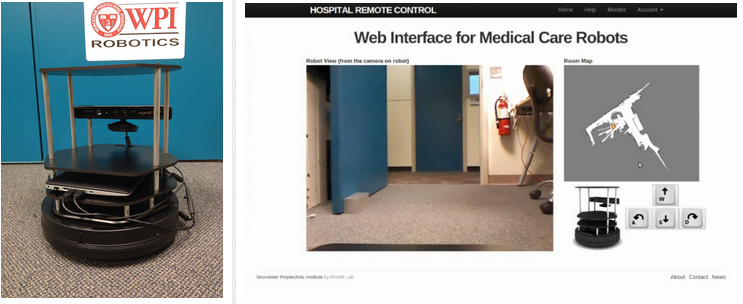 WPI
ROBOTICS
HOSPITAL REMOTE CONTROL
Home Help Monitor Account
Web Interface for Medical Care Robots
Robot View (from the camera on robot)
Room Map
W
A S D
Worcester Polytechnic Institute by RIVeR Lab
About Contact News